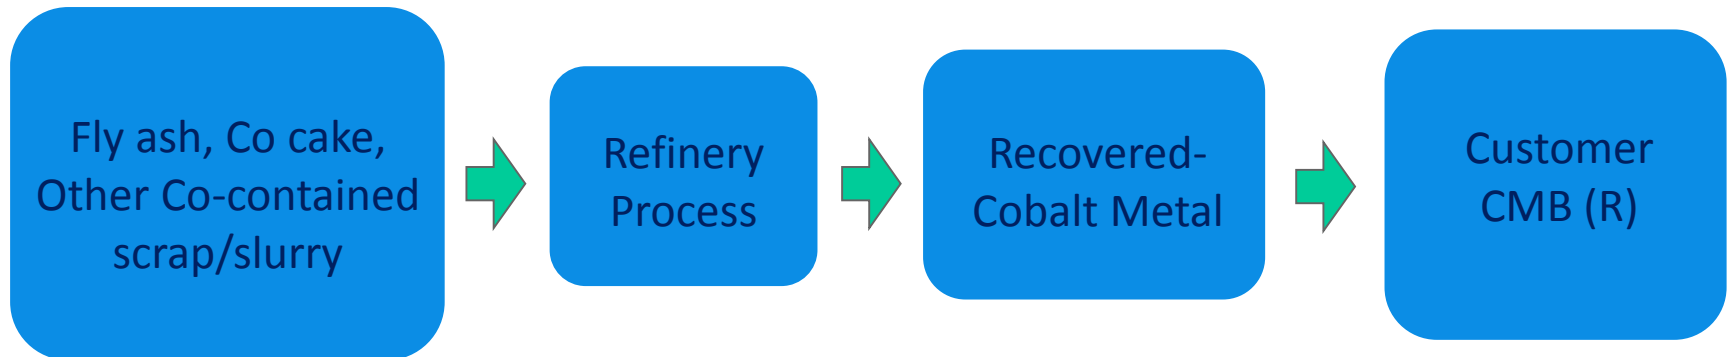 Fly ash, Co cake,
Other Co-contained
scrap/slurry
Refinery
Process
Recovered-
Cobalt Metal
Customer
CMB (R)